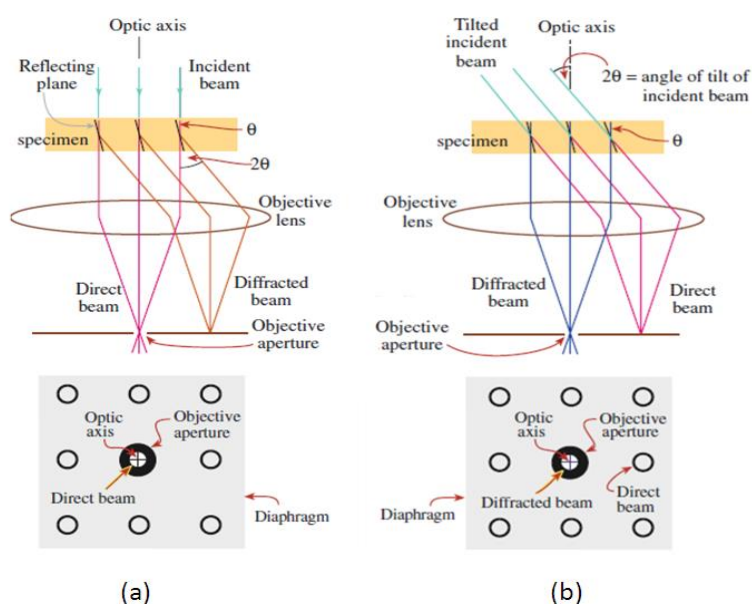 Optic axis
Reflecting
plane
Incident
beam
specimen
θ
2θ
Objective
lens
Direct
beam
Diffracted
beam
Objective
aperture
Optic
axis
Objective
aperture
Direct beam
Diaphragm
(a)
Tilted
incident
beam
Optic axis
2θ = angle of tilt of
incident beam
specimen
θ
Objective
lens
Diffracted
beam
Direct
beam
Objective
aperture
Optic
axis
Objective
aperture
Diffracted beam
Direct
beam
Diaphragm
(b)